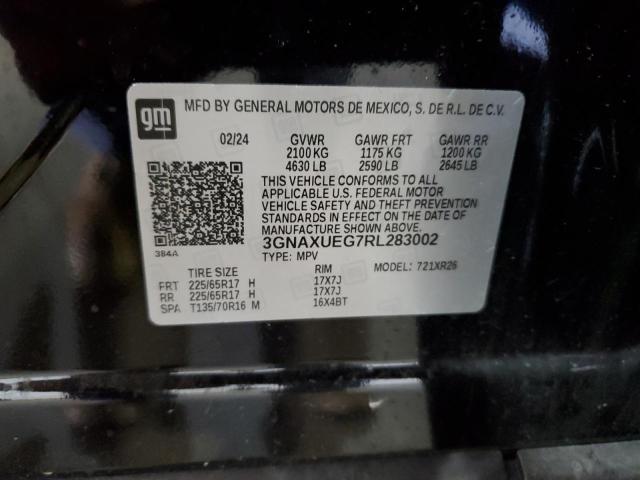 gm
MFD BY GENERAL MOTORS DE MEXICO, S. DE R.L. DE C.V.
02/24 GVWR GAWR FRT GAWR RR
2100 KG 1175 KG 1200 KG
4630 LB 2590 LB 2645 LB
THIS VEHICLE CONFORMS TO ALL
APPLICABLE U.S. FEDERAL MOTOR
VEHICLE SAFETY AND THEFT PREVENTION
STANDARDS IN EFFECT ON THE DATE OF
MANUFACTURE SHOWN ABOVE.
3GNAXUEG7RL283002
384A
TYPE: MPV MODEL: 721XR26
TIRE SIZE RIM
FRT 225/65R17 H 17X7J
RR 225/65R17 H 17X7J
SPA T135/70R16 M 16X4BT